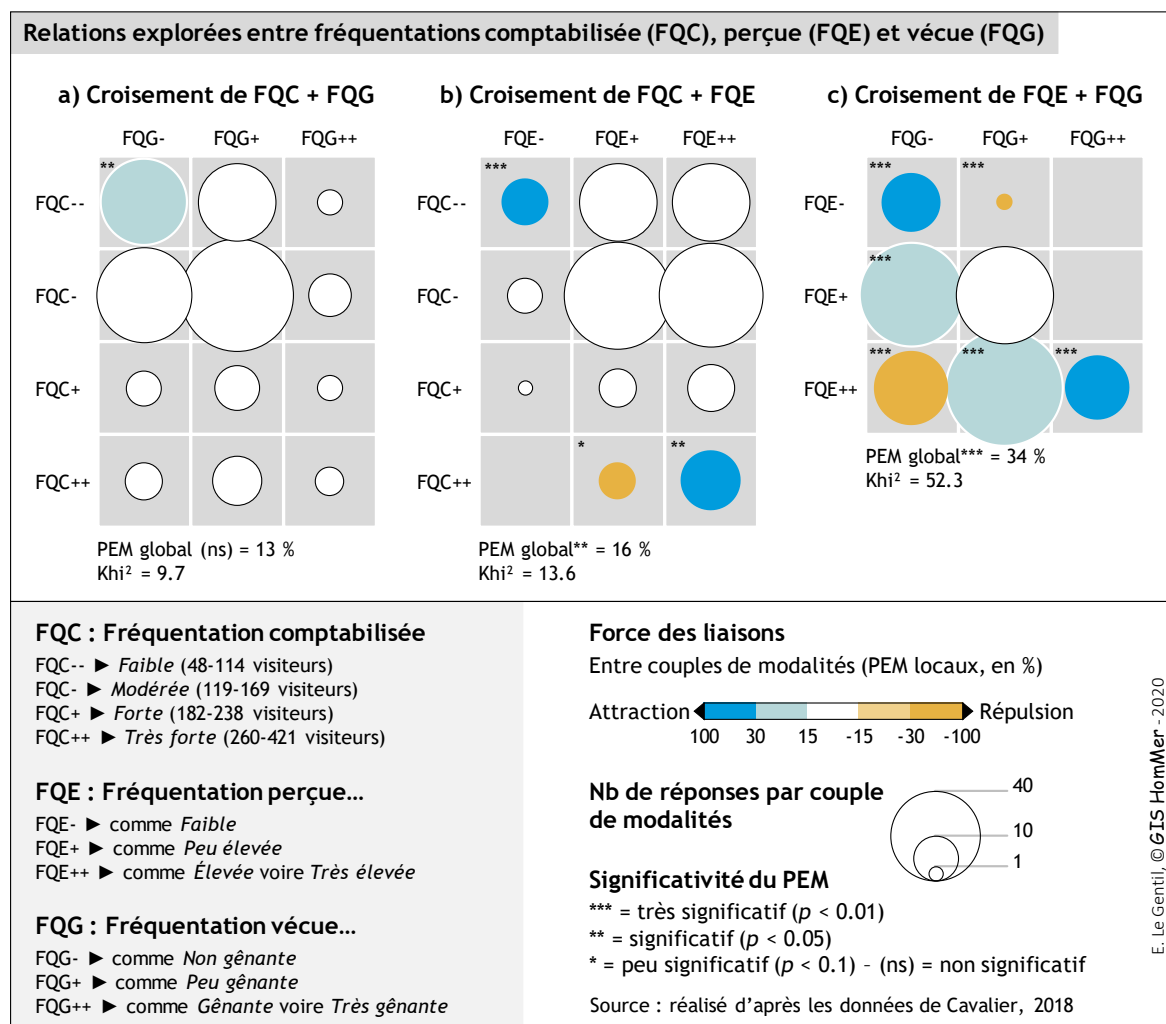 Relations explorées entre fréquentations comptabilisée (FQC), perçue (FQE) et vécue (FQG)
a) Croisement de FQC + FQG
FQG- FQG+ FQG++
**
FQC--
FQC-
FQC+
FQC++
PEM global (ns) = 13 %
Khi² = 9.7
b) Croisement de FQC + FQE
FQE- FQE+ FQE++
***
FQC--
FQC-
FQC+
* **
FQC++
PEM global** = 16 %
Khi² = 13.6
c) Croisement de FQE + FQG
FQG- FQG+ FQG++
*** ***
FQE-
***
FQE+
*** *** ***
FQE++
PEM global*** = 34 %
Khi² = 52.3
FQC : Fréquentation comptabilisée
FQC-- ► Faible (48-114 visiteurs)
FQC- ► Modérée (119-169 visiteurs)
FQC+ ► Forte (182-238 visiteurs)
FQC++ ► Très forte (260-421 visiteurs)
FQE : Fréquentation perçue…
FQE- ► comme Faible
FQE+ ► comme Peu élevée
FQE++ ► comme Élevée voire Très élevée
FQG : Fréquentation vécue…
FQG- ► comme Non gênante
FQG+ ► comme Peu gênante
FQG++ ► comme Gênante voire Très gênante
Force des liaisons
Entre couples de modalités (PEM locaux, en %)
Attraction Répulsion
100 30 15 -15 -30 -100
Nb de réponses par couple
de modalités
40
10
1
Significativité du PEM
*** = très significatif (p < 0.01)
** = significatif (p < 0.05)
* = peu significatif (p < 0.1) - (ns) = non significatif
Source : réalisé d’après les données de Cavalier, 2018
E. Le Gentil, © GIS HomMer - 2020